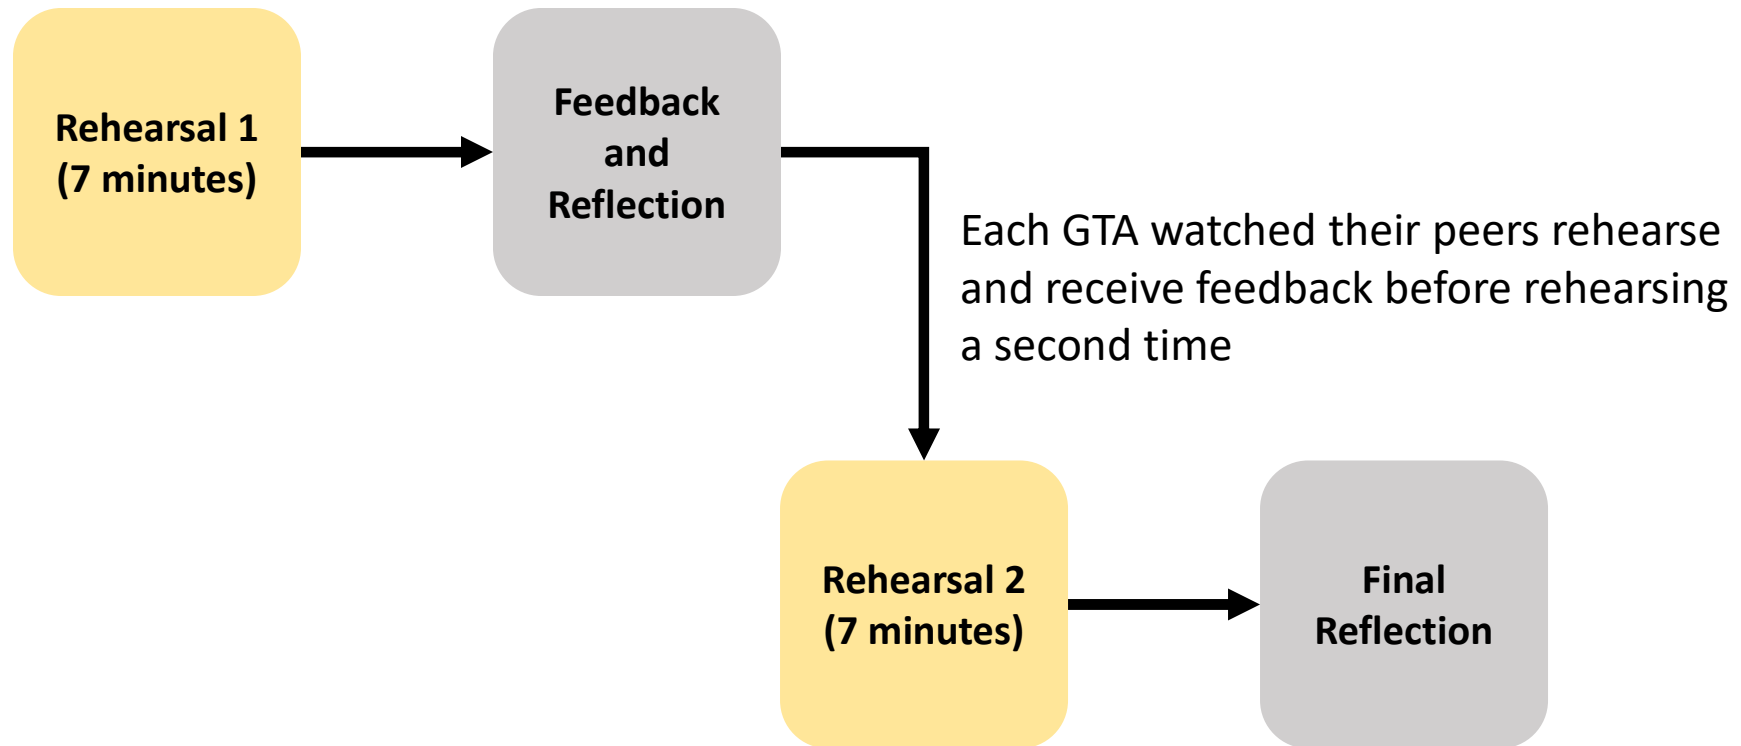 Rehearsal 1
(7 minutes)
Feedback
and
Reflection
Each GTA watched their peers rehearse
and receive feedback before rehearsing
a second time
Rehearsal 2
(7 minutes)
Final
Reflection